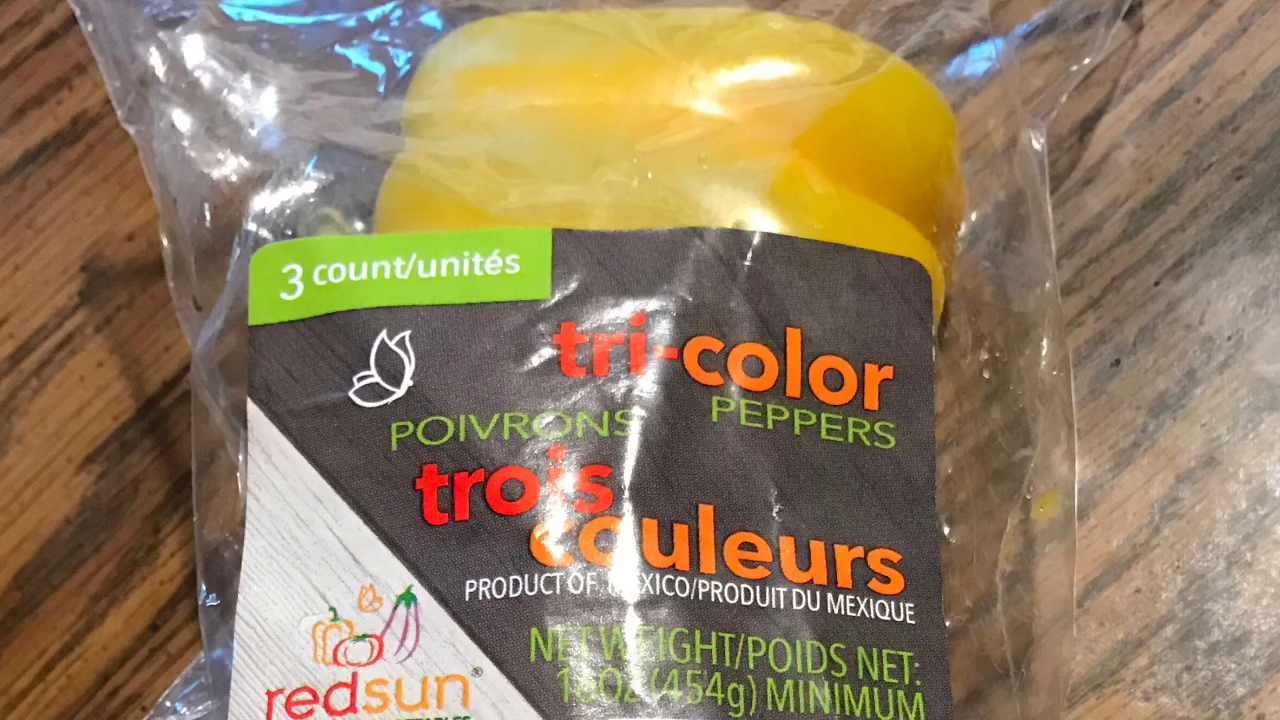 3 count/unités
tri-color
PEPPERS
POIVRONS
trois
couleurs
PRODUCT OF MEXICO/PRODUIT DU MEXIQUE
NET WEIGHT/POIDS NET:
16OZ (454g) MINIMUM
redsun®